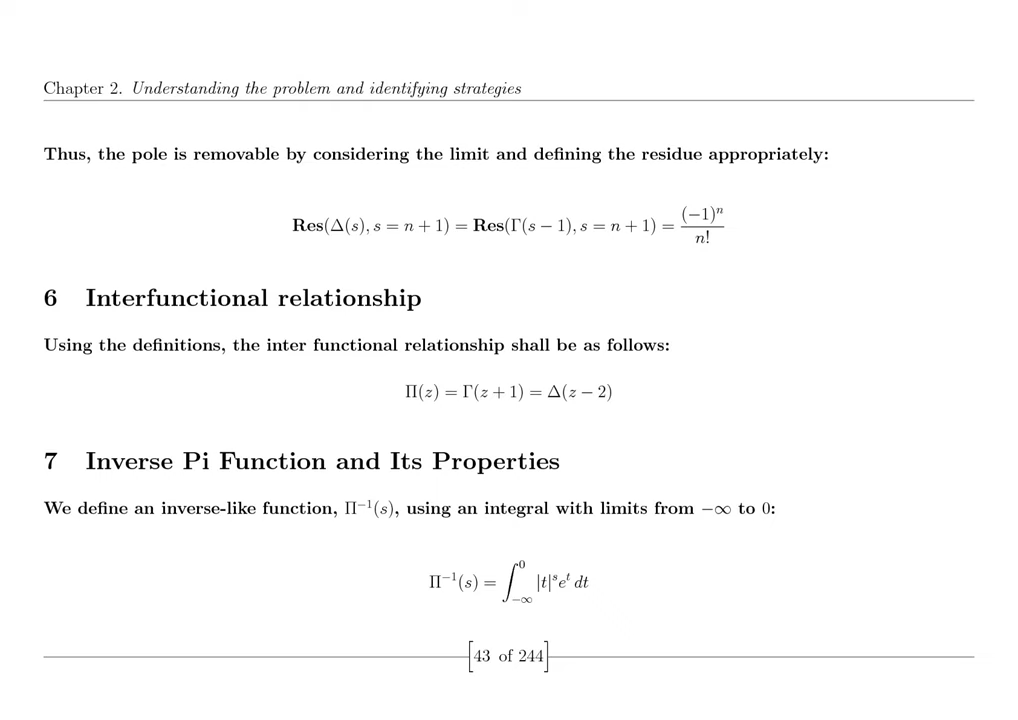 Chapter 2. Understanding the problem and identifying strategies
Thus, the pole is removable by considering the limit and defining the residue appropriately:
Res(Δ(s), s = n + 1) = Res(Γ(s − 1), s = n + 1) = (−1)ⁿ / n!
6 Interfunctional relationship
Using the definitions, the inter functional relationship shall be as follows:
Π(z) = Γ(z + 1) = Δ(z − 2)
7 Inverse Pi Function and Its Properties
We define an inverse-like function, Π⁻¹(s), using an integral with limits from −∞ to 0:
Π⁻¹(s) = ∫₋∞⁰ |t|ˢeᵗ dt
[43 of 244]